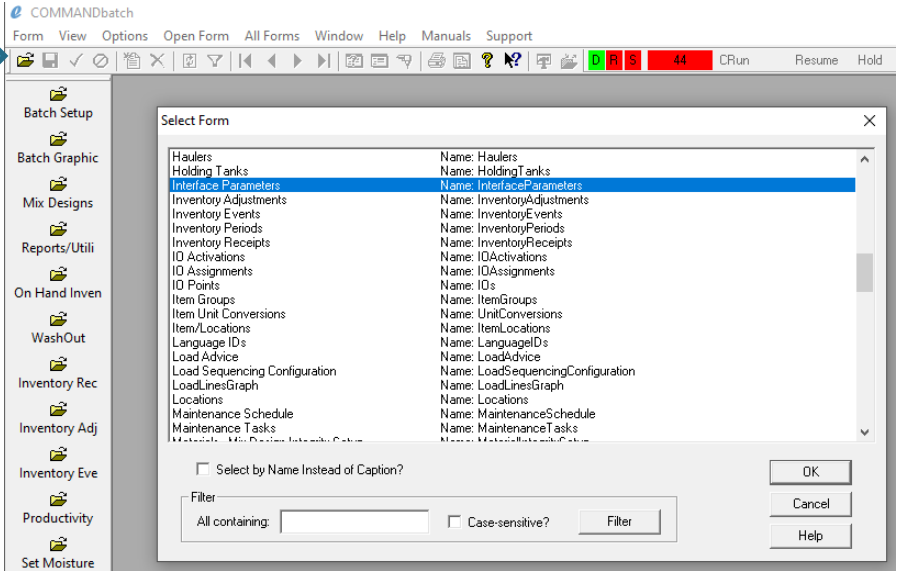 COMMANDbatch
Form View Options Open Form All Forms Window Help Manuals Support
D R S 44 CRun Resume Hold
Batch Setup
Batch Graphic
Mix Designs
Reports/Utili
On Hand Inven
WashOut
Inventory Rec
Inventory Adj
Inventory Eve
Productivity
Set Moisture
Select Form
Haulers Name: Haulers
Holding Tanks Name: HoldingTanks
Interface Parameters Name: InterfaceParameters
Inventory Adjustments Name: InventoryAdjustments
Inventory Events Name: InventoryEvents
Inventory Periods Name: InventoryPeriods
Inventory Receipts Name: InventoryReceipts
IO Activations Name: IOActivations
IO Assignments Name: IOAssignments
IO Points Name: IOs
Item Groups Name: ItemGroups
Item Unit Conversions Name: ItemUnitConversions
Item/Locations Name: ItemLocations
Language IDs Name: LanguageIDs
Load Advice Name: LoadAdvice
Load Sequencing Configuration Name: LoadSequencingConfiguration
LoadLinesGraph Name: LoadLinesGraph
Locations Name: Locations
Maintenance Schedule Name: MaintenanceSchedule
Maintenance Tasks Name: MaintenanceTasks
Select by Name Instead of Caption?
Filter
All containing: Case-sensitive? Filter
OK
Cancel
Help